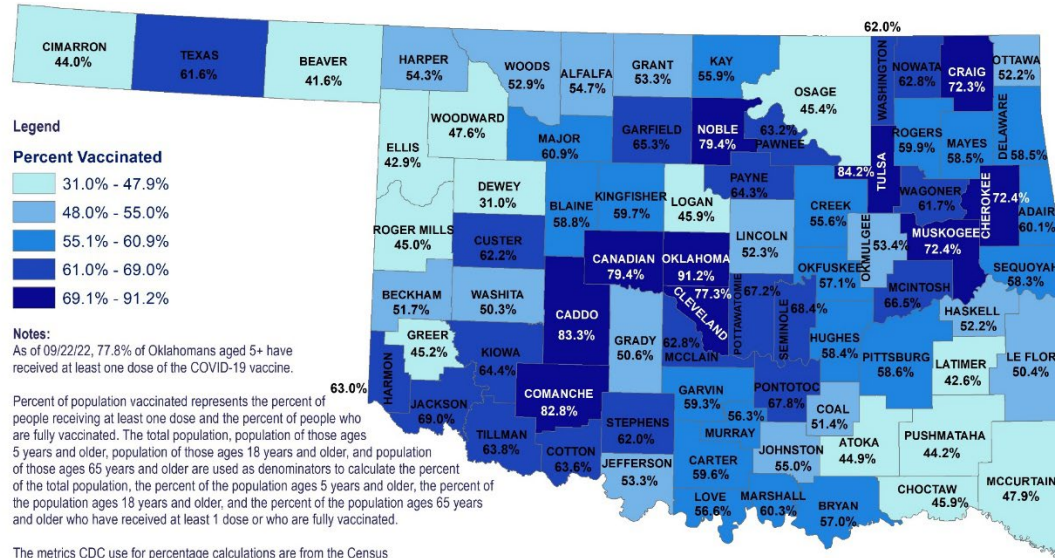 62.0%
CIMARRON
44.0%
TEXAS
61.6%
BEAVER
41.6%
HARPER
54.3%
WOODS
52.9%
ALFALFA
54.7%
GRANT
53.3%
KAY
55.9%
OSAGE
45.4%
WASHINGTON
NOWATA
62.8%
CRAIG
72.3%
OTTAWA
52.2%
Legend
Percent Vaccinated
31.0% - 47.9%
48.0% - 55.0%
55.1% - 60.9%
61.0% - 69.0%
69.1% - 91.2%
WOODWARD
47.6%
ELLIS
42.9%
MAJOR
60.9%
GARFIELD
65.3%
NOBLE
79.4%
63.2%
PAWNEE
ROGERS
59.9%
MAYES
58.5%
DELAWARE
58.5%
DEWEY
31.0%
BLAINE
58.8%
KINGFISHER
59.7%
LOGAN
45.9%
PAYNE
64.3%
84.2%
TULSA
CREEK
55.6%
WAGONER
61.7%
CHEROKEE
72.4%
ADAIR
60.1%
ROGER MILLS
45.0%
CUSTER
62.2%
CANADIAN
79.4%
OKLAHOMA
91.2%
LINCOLN
52.3%
OKMULGEE
53.4%
MUSKOGEE
72.4%
OKFUSKEE
57.1%
MCINTOSH
66.5%
SEQUOYAH
58.3%
BECKHAM
51.7%
WASHITA
50.3%
CADDO
83.3%
GRADY
50.6%
77.3%
CLEVELAND
62.8%
MCCLAIN
67.2%
POTTAWATOMIE
68.4%
SEMINOLE
HUGHES
58.4%
PITTSBURG
58.6%
HASKELL
52.2%
LATIMER
42.6%
LE FLOR
50.4%
Notes:
As of 09/22/22, 77.8% of Oklahomans aged 5+ have
received at least one dose of the COVID-19 vaccine.
GREER
45.2%
KIOWA
64.4%
63.0%
HARMON
JACKSON
69.0%
COMANCHE
82.8%
TILLMAN
63.8%
COTTON
63.6%
STEPHENS
62.0%
JEFFERSON
53.3%
GARVIN
59.3%
56.3%
MURRAY
PONTOTOC
67.8%
COAL
51.4%
CARTER
59.6%
JOHNSTON
55.0%
ATOKA
44.9%
PUSHMATAHA
44.2%
LOVE
56.6%
MARSHALL
60.3%
BRYAN
57.0%
CHOCTAW
45.9%
MCCURTAIN
47.9%
Percent of population vaccinated represents the percent of
people receiving at least one dose and the percent of people who
are fully vaccinated. The total population, population of those ages
5 years and older, population of those ages 18 years and older, and population
of those ages 65 years and older are used as denominators to calculate the percent
of the total population, the percent of the population ages 5 years and older, the percent of
the population ages 18 years and older, and the percent of the population ages 65 years
and older who have received at least 1 dose or who are fully vaccinated.
The metrics CDC use for percentage calculations are from the Census